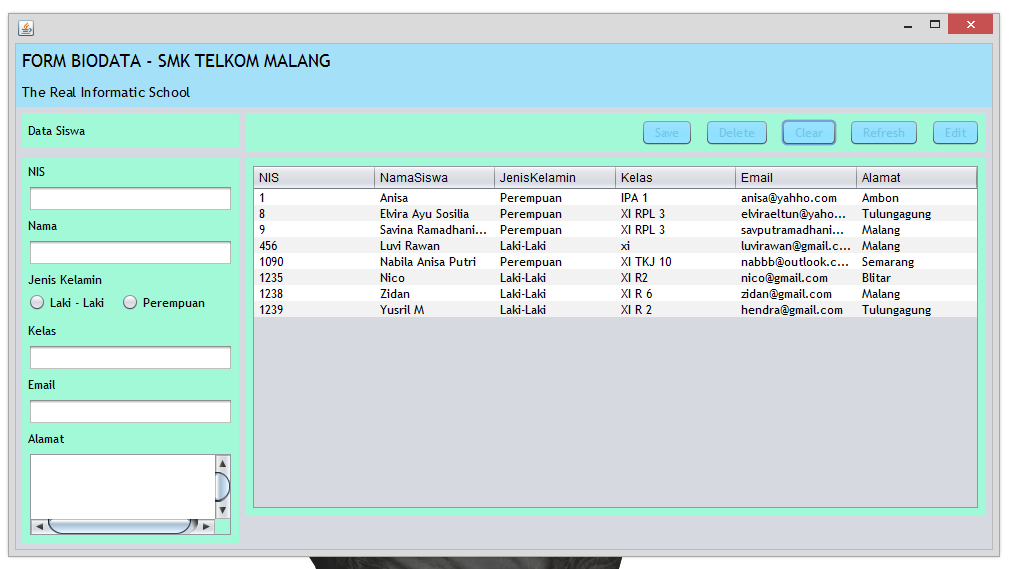 FORM BIODATA - SMK TELKOM MALANG
The Real Informatic School
Data Siswa
Save Delete Clear Refresh Edit
NIS
Nama
Jenis Kelamin
Laki - Laki Perempuan
Kelas
Email
Alamat
NIS NamaSiswa JenisKelamin Kelas Email Alamat
1 Anisa Perempuan IPA 1 anisa@yahho.com Ambon
8 Elvira Ayu Sosilia Perempuan XI RPL 3 elviraeltun@yaho... Tulungagung
9 Savina Ramadhani... Perempuan XI RPL 3 savputramadhani... Malang
456 Luvi Rawan Laki-Laki xi luvirawan@gmail.c... Malang
1090 Nabila Anisa Putri Perempuan XI TKJ 10 nabbb@outlook.c... Semarang
1235 Nico Laki-Laki XI R2 nico@gmail.com Blitar
1238 Zidan Laki-Laki XI R 6 zidan@gmail.com Malang
1239 Yusril M Laki-Laki XI R 2 hendra@gmail.com Tulungagung